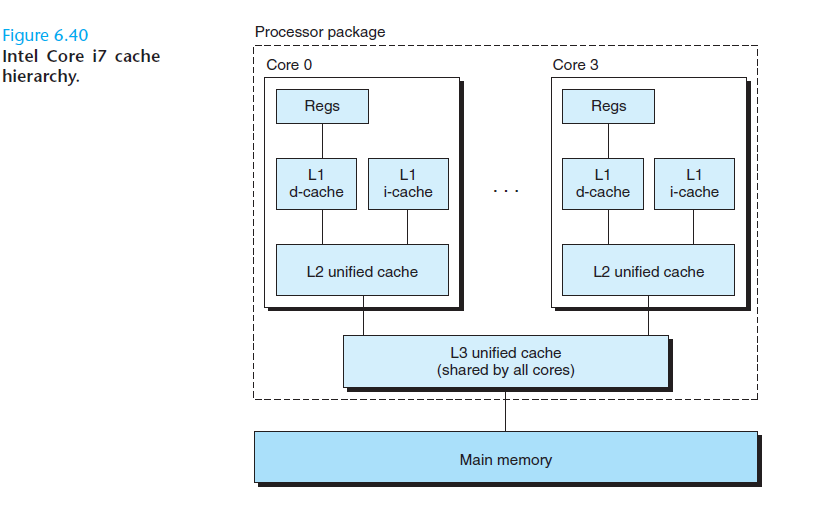 Figure 6.40
Intel Core i7 cache
hierarchy.
Processor package
Core 0
Regs
L1
d-cache
L1
i-cache
L2 unified cache
. . .
Core 3
Regs
L1
d-cache
L1
i-cache
L2 unified cache
L3 unified cache
(shared by all cores)
Main memory